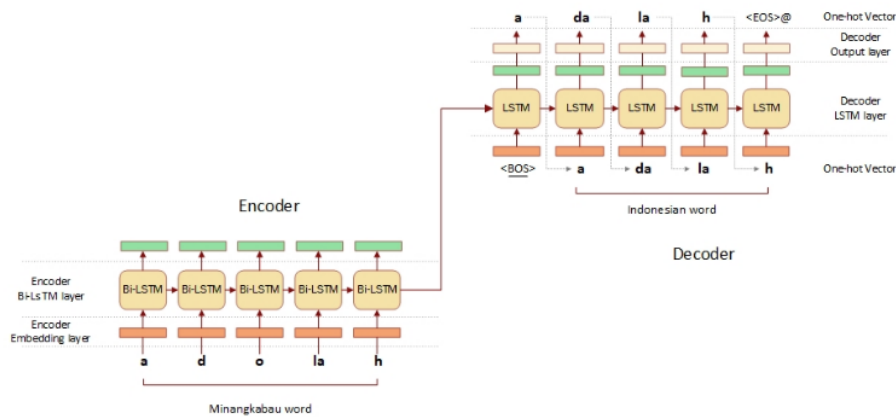 a da la h <EOS>@ One-hot Vector
Decoder
Output layer
LSTM LSTM LSTM LSTM LSTM
Decoder
LSTM layer
<BOS> a da la h One-hot Vector
Indonesian word
Encoder
Decoder
Encoder
Bi-LsTM layer
Bi-LSTM Bi-LSTM Bi-LSTM Bi-LSTM Bi-LSTM
Encoder
Embedding layer
a d o la h
Minangkabau word